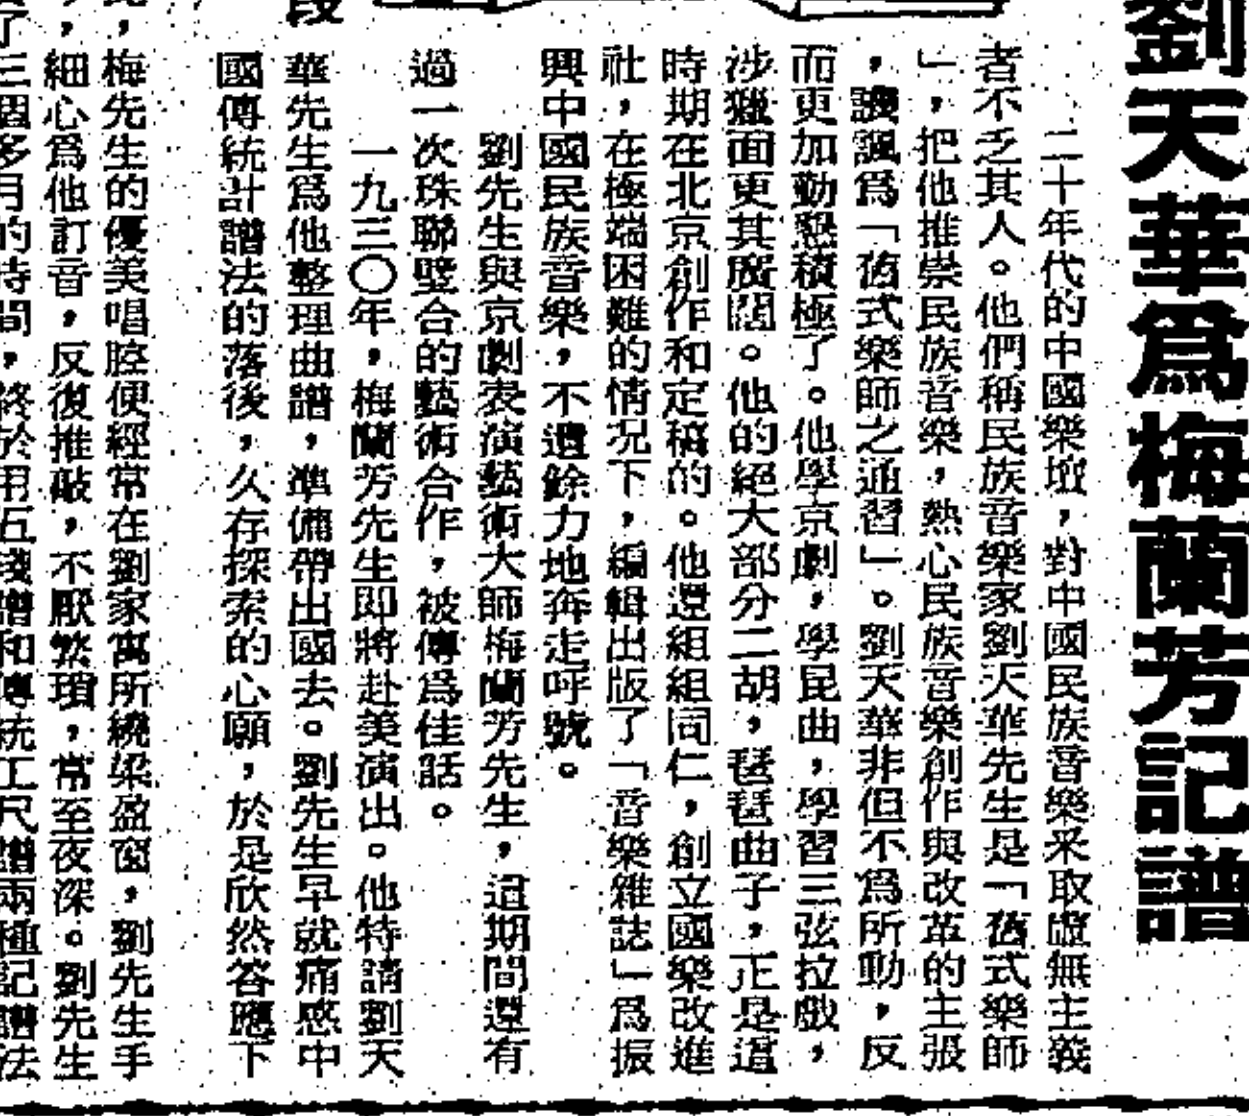 劉天華爲梅蘭芳記譜
二十年代的中國樂壇，對中國民族音樂采取虛無主義
者不乏其人。他們稱民族音樂家劉天華先生是「舊式樂師
」，把他推崇民族音樂，熱心民族音樂創作與改革的主張
，譏諷爲「舊式樂師之通習」。劉天華非但不爲所動，反
而更加勤懇積極了。他學京劇，學昆曲，學習三弦拉戲，
涉獵面更其廣闊。他的絕大部分二胡，琵琶曲子，正是這
時期在北京創作和定稿的。他還組組同仁，創立國樂改進
社，在極端困難的情況下，編輯出版了「音樂雜誌」爲振
興中國民族音樂，不遺餘力地奔走呼號。
劉先生與京劇表演藝術大師梅蘭芳先生，這期間還有
過一次珠聯璧合的藝術合作，被傳爲佳話。
一九三〇年，梅蘭芳先生即將赴美演出。他特請劉天
華先生爲他整理曲譜，準備帶出國去。劉先生早就痛感中
國傳統計譜法的落後，久存探索的心願，於是欣然答應下
段
，梅先生的優美唱腔便經常在劉家寓所繞梁盈窗，劉先生手
，細心爲他訂音，反復推敲，不厭繁瑣，常至夜深。劉先生
了三個多月的時間，終於用五綫譜和傳統工尺譜兩種記譜法